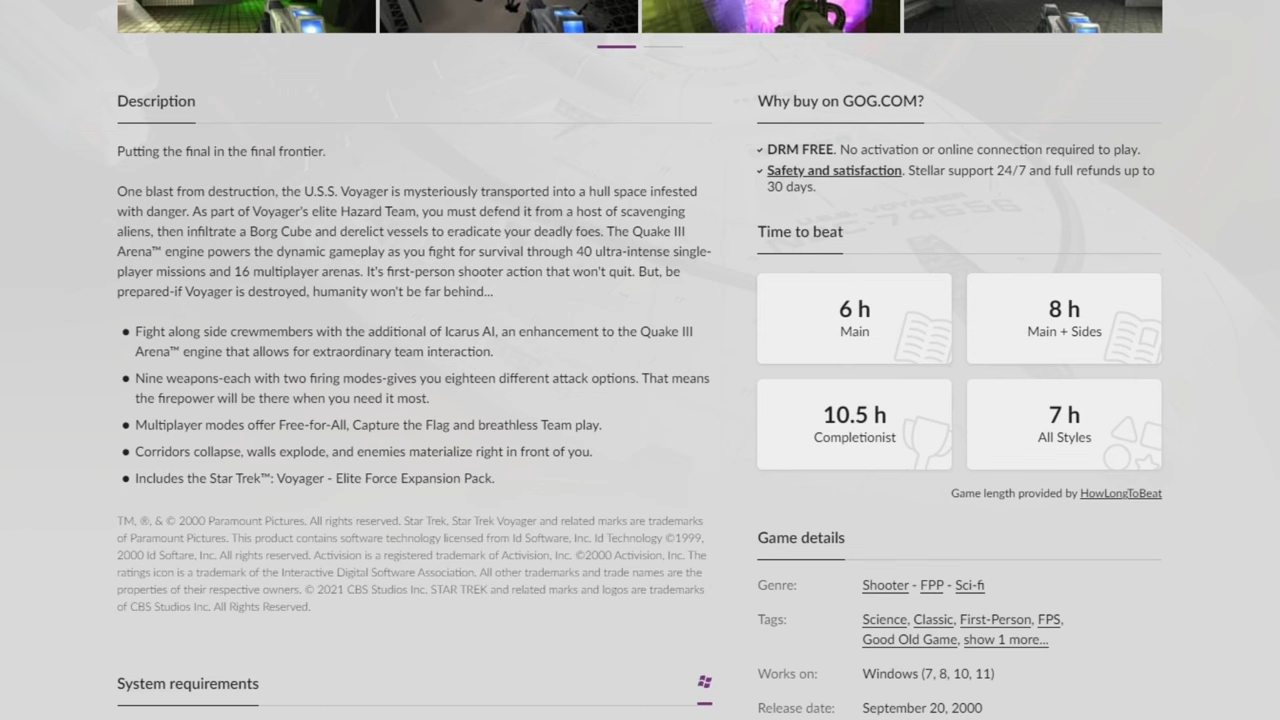 Description
Putting the final in the final frontier.
One blast from destruction, the U.S.S. Voyager is mysteriously transported into a hull space infested
with danger. As part of Voyager's elite Hazard Team, you must defend it from a host of scavenging
aliens, then infiltrate a Borg Cube and derelict vessels to eradicate your deadly foes. The Quake III
Arena™ engine powers the dynamic gameplay as you fight for survival through 40 ultra-intense single-
player missions and 16 multiplayer arenas. It's first-person shooter action that won't quit. But, be
prepared-if Voyager is destroyed, humanity won't be far behind...
● Fight along side crewmembers with the additional of Icarus AI, an enhancement to the Quake III
Arena™ engine that allows for extraordinary team interaction.
● Nine weapons-each with two firing modes-gives you eighteen different attack options. That means
the firepower will be there when you need it most.
● Multiplayer modes offer Free-for-All, Capture the Flag and breathless Team play.
● Corridors collapse, walls explode, and enemies materialize right in front of you.
● Includes the Star Trek™: Voyager - Elite Force Expansion Pack.
TM, ®, & © 2000 Paramount Pictures. All rights reserved. Star Trek, Star Trek Voyager and related marks are trademarks
of Paramount Pictures. This product contains software technology licensed from Id Software, Inc. Id Technology ©1999,
2000 Id Softare, Inc. All rights reserved. Activision is a registered trademark of Activision, Inc. ©2000 Activision, Inc. The
ratings icon is a trademark of the Interactive Digital Software Association. All other trademarks and trade names are the
properties of their respective owners. © 2021 CBS Studios Inc. STAR TREK and related marks and logos are trademarks
of CBS Studios Inc. All Rights Reserved.
System requirements
Why buy on GOG.COM?
DRM FREE. No activation or online connection required to play.
Safety and satisfaction. Stellar support 24/7 and full refunds up to
30 days.
Time to beat
6 h
Main
8 h
Main + Sides
10.5 h
Completionist
7 h
All Styles
Game length provided by HowLongToBeat
Game details
Genre: Shooter - FPP - Sci-fi
Tags: Science, Classic, First-Person, FPS,
Good Old Game, show 1 more...
Works on: Windows (7, 8, 10, 11)
Release date: September 20, 2000